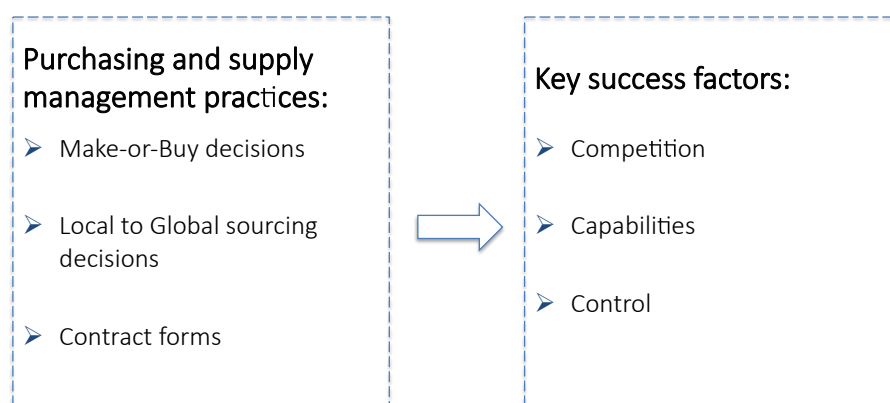 Purchasing and supply
management practices:
➢ Make-or-Buy decisions
➢ Local to Global sourcing
decisions
➢ Contract forms
Key success factors:
➢ Competition
➢ Capabilities
➢ Control